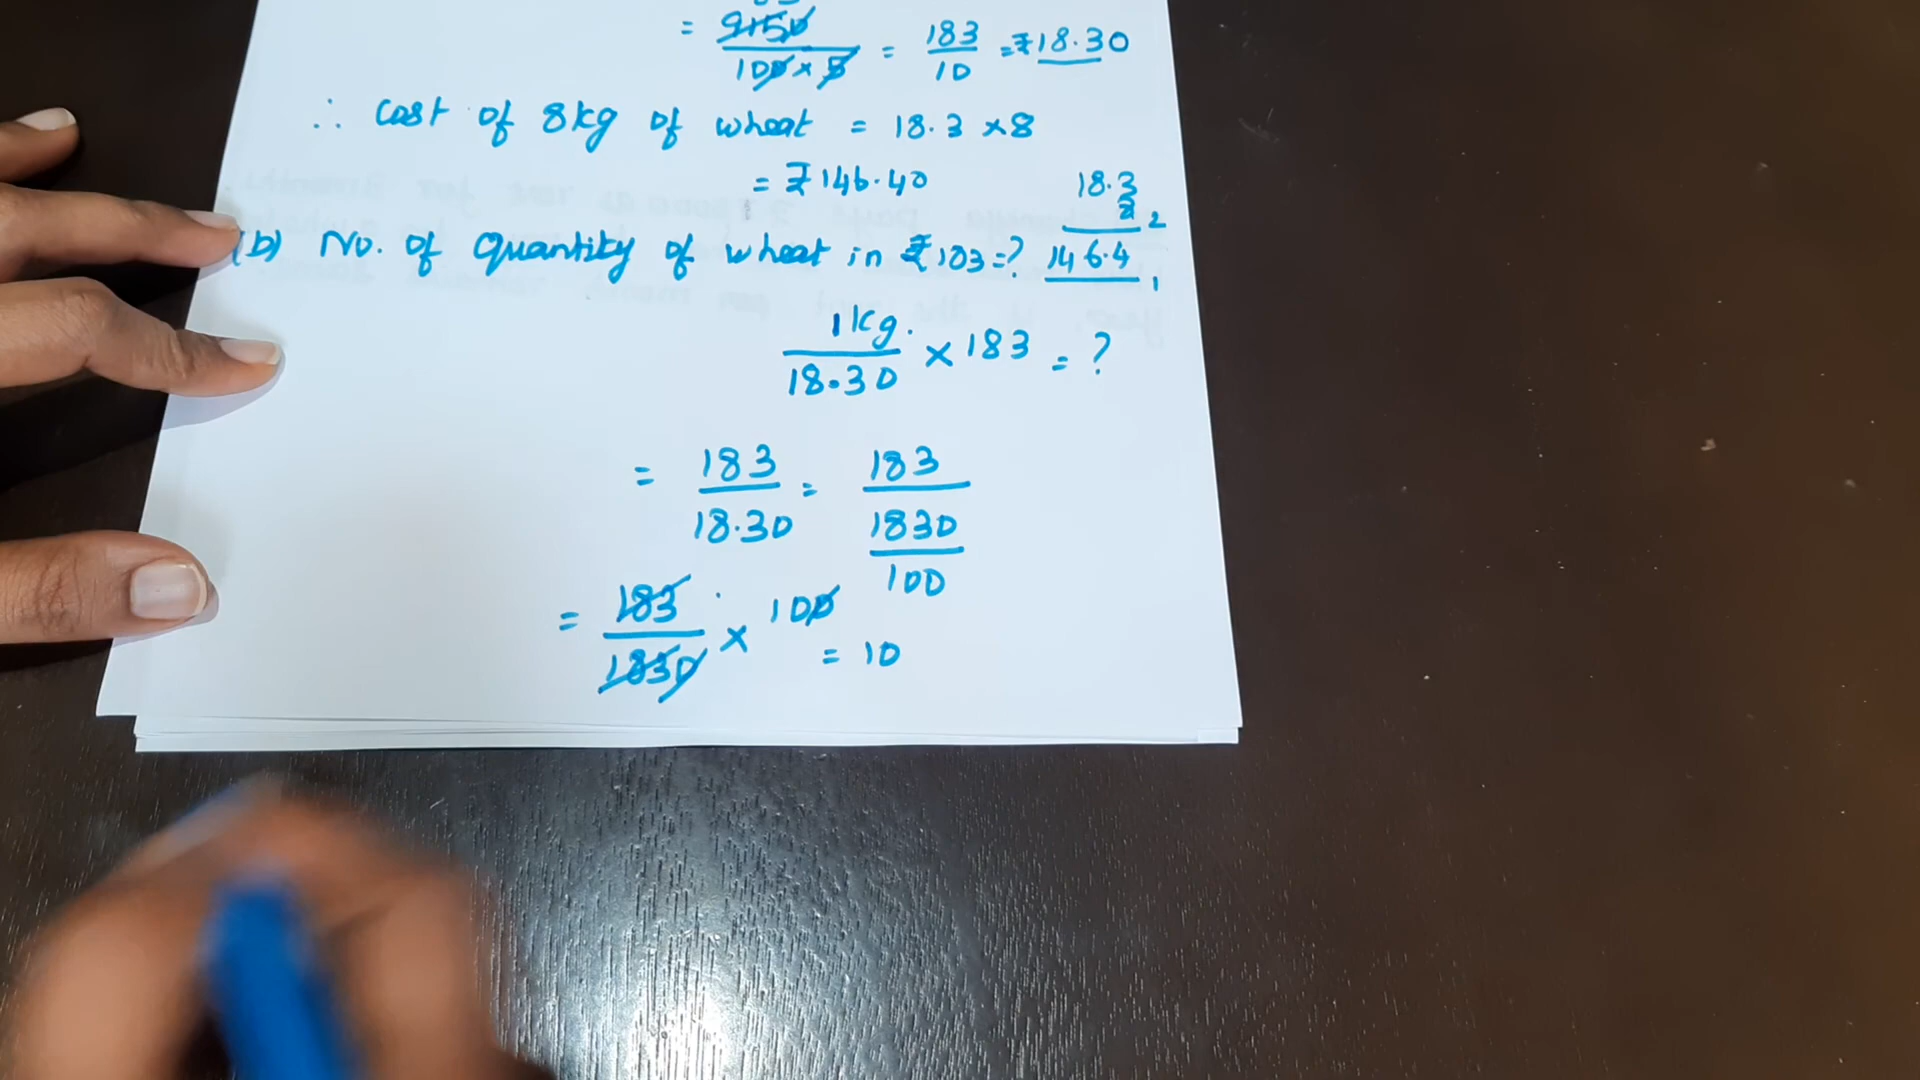 = 9150 / 100 × 5 = 183 / 10 = ₹18.30
∴ Cost of 8kg of wheat = 18.3 × 8
= ₹146.40
18.3
2
146.4
1
(b) No. of quantity of wheat in ₹183 = ?
1kg. / 18.30 × 183 = ?
= 183 / 18.30 = 183 / 1830 / 100
= 183 / 1830 × 100
= 10